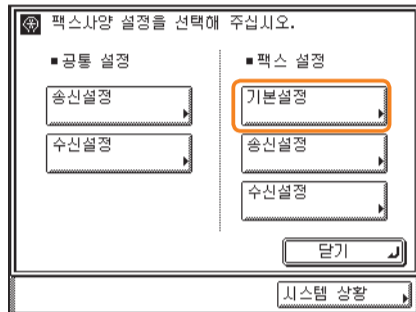 팩스사양 설정을 선택해 주십시오.
■공통 설정
송신설정
수신설정
■팩스 설정
기본설정
송신설정
수신설정
닫기
시스템 상황